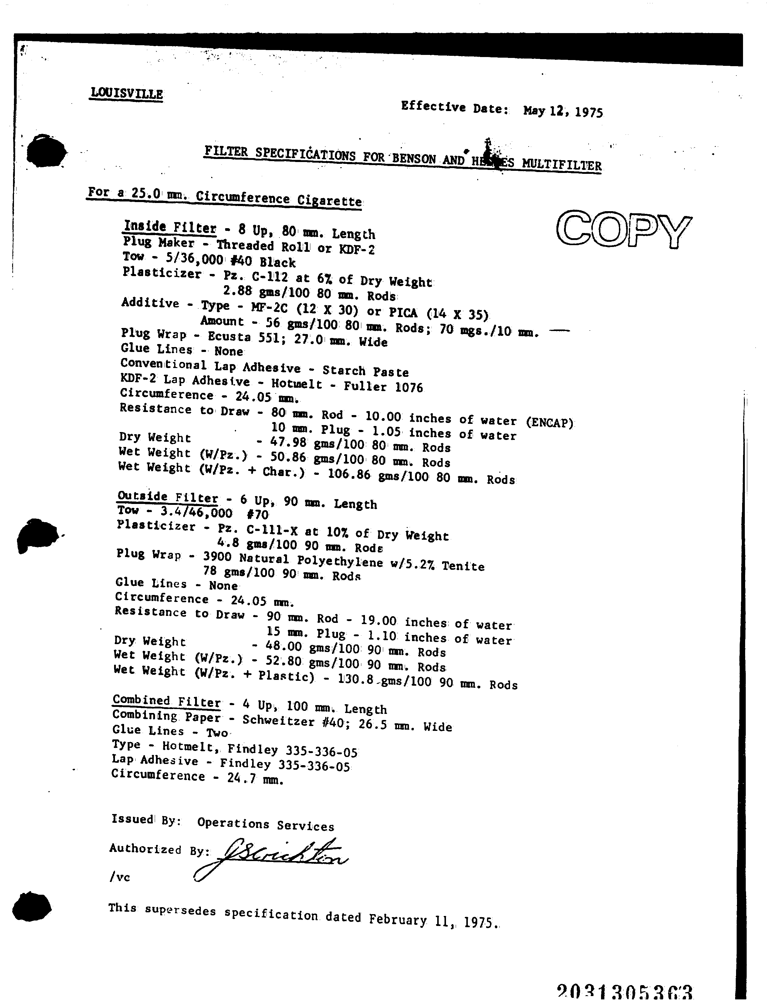 LOUISVILLE
Effective Date: May 12, 1975
FILTER SPECIFICATIONS FOR BENSON AND HEDGES MULTIFILTER
For a 25.0 mm. Circumference Cigarette
COPY
Inside Filter - 8 Up, 80 mm. Length
Plug Maker - Threaded Roll or KDF-2
Tow - 5/36,000 #40 Black
Plasticizer - Pz. C-112 at 6% of Dry Weight
2.88 gms/100 80 mm. Rods
Additive - Type - MF-2C (12 X 30) or PICA (14 X 35)
Amount - 56 gms/100 80 mm. Rods; 70 mgs./10 mm. —
Plug Wrap - Ecusta 551; 27.0 mm. Wide
Glue Lines - None
Conventional Lap Adhesive - Starch Paste
KDF-2 Lap Adhesive - Hotmelt - Fuller 1076
Circumference - 24.05 mm.
Resistance to Draw - 80 mm. Rod - 10.00 inches of water (ENCAP)
10 mm. Plug - 1.05 inches of water
Dry Weight - 47.98 gms/100 80 mm. Rods
Wet Weight (W/Pz.) - 50.86 gms/100 80 mm. Rods
Wet Weight (W/Pz. + Char.) - 106.86 gms/100 80 mm. Rods
Outside Filter - 6 Up, 90 mm. Length
Tow - 3.4/46,000 #70
Plasticizer - Pz. C-111-X at 10% of Dry Weight
4.8 gms/100 90 mm. Rods
Plug Wrap - 3900 Natural Polyethylene w/5.2% Tenite
78 gms/100 90 mm. Rods
Glue Lines - None
Circumference - 24.05 mm.
Resistance to Draw - 90 mm. Rod - 19.00 inches of water
15 mm. Plug - 1.10 inches of water
Dry Weight - 48.00 gms/100 90 mm. Rods
Wet Weight (W/Pz.) - 52.80 gms/100 90 mm. Rods
Wet Weight (W/Pz. + Plastic) - 130.8 gms/100 90 mm. Rods
Combined Filter - 4 Up, 100 mm. Length
Combining Paper - Schweitzer #40; 26.5 mm. Wide
Glue Lines - Two
Type - Hotmelt, Findley 335-336-05
Lap Adhesive - Findley 335-336-05
Circumference - 24.7 mm.
Issued By: Operations Services
Authorized By:
/vc
This supersedes specification dated February 11, 1975.
2031305363